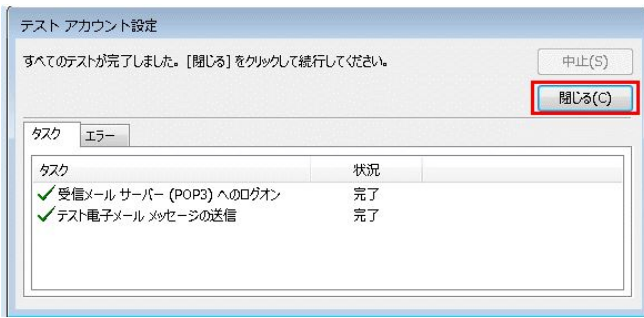 テスト アカウント設定
すべてのテストが完了しました。[閉じる] をクリックして続行してください。
中止(S)
閉じる(C)
タスク エラー
タスク 状況
受信メール サーバー (POP3) へのログオン 完了
テスト電子メール メッセージの送信 完了